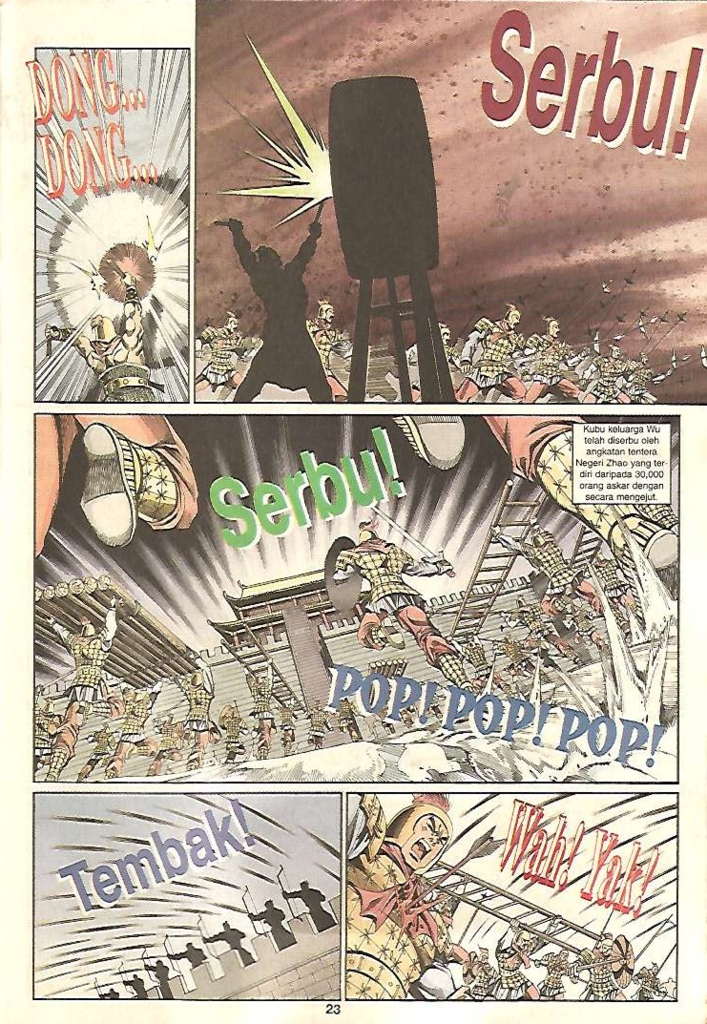 DONG...
DONG...
Serbu!
Serbu!
Kubu keluarga Wu
telah diserbu oleh
angkatan tentera
Negeri Zhao yang ter-
diri daripada 30,000
orang askar dengan
secara mengejut.
POP! POP! POP!
Tembak!
Wah! Yak!
23